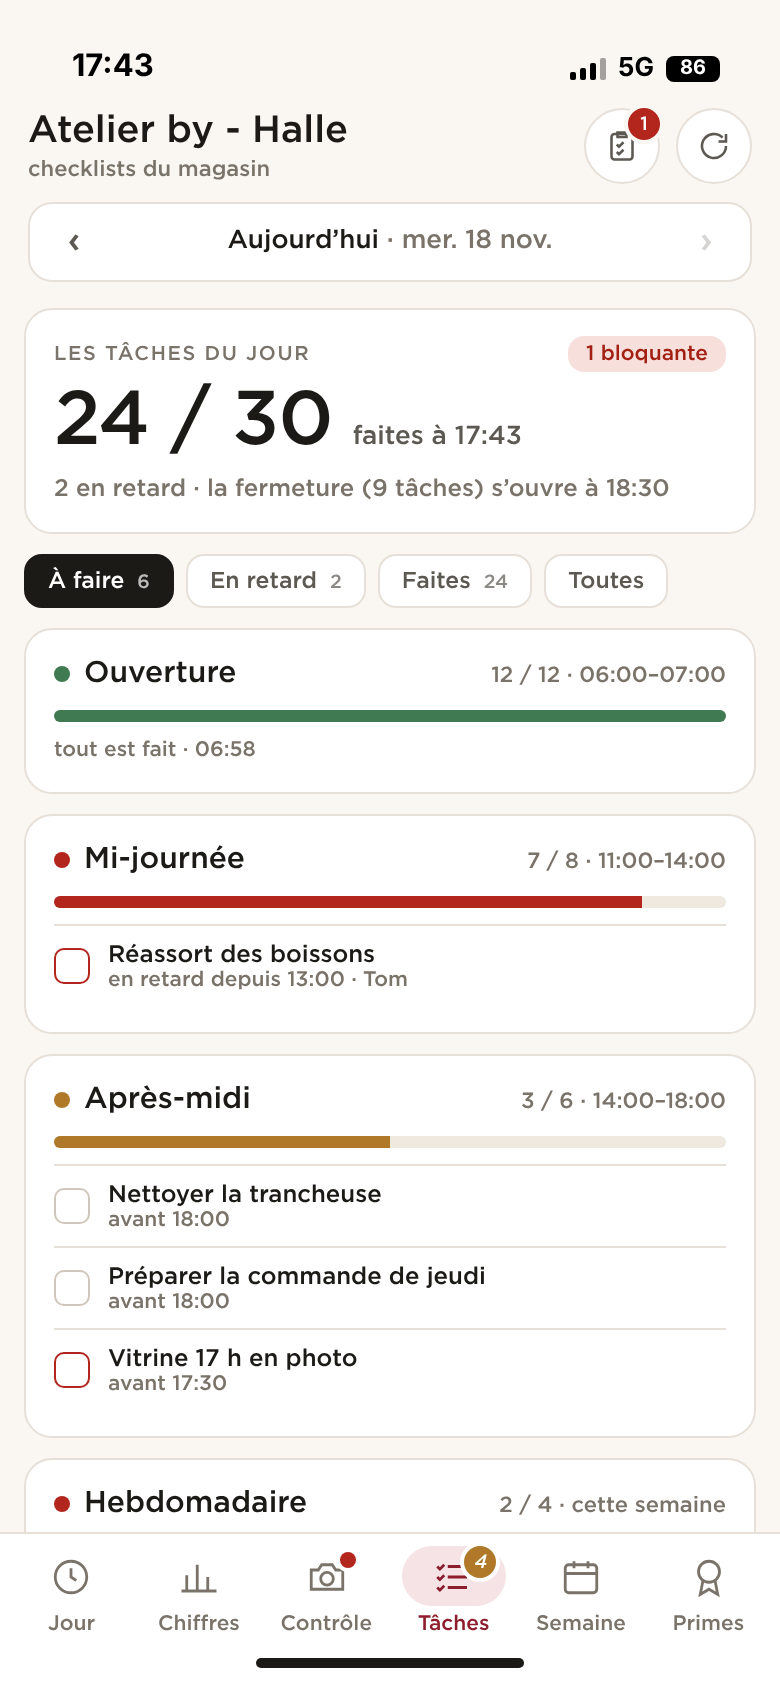 17:43
5G 86
Atelier by - Halle
1
checklists du magasin
‹ Aujourd’hui · mer. 18 nov. ›
LES TÂCHES DU JOUR
1 bloquante
24 / 30 faites à 17:43
2 en retard · la fermeture (9 tâches) s’ouvre à 18:30
À faire 6
En retard 2
Faites 24
Toutes
Ouverture
12 / 12 · 06:00–07:00
tout est fait · 06:58
Mi-journée
7 / 8 · 11:00–14:00
Réassort des boissons
en retard depuis 13:00 · Tom
Après-midi
3 / 6 · 14:00–18:00
Nettoyer la trancheuse
avant 18:00
Préparer la commande de jeudi
avant 18:00
Vitrine 17 h en photo
avant 17:30
Hebdomadaire
2 / 4 · cette semaine
4
Jour
Chiffres
Contrôle
Tâches
Semaine
Primes